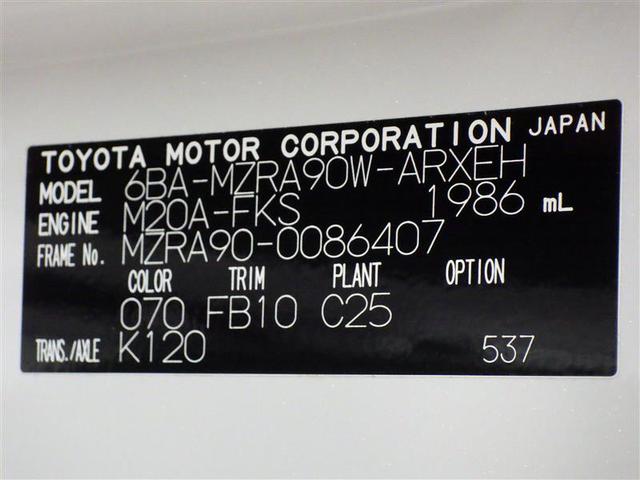 TOYOTA MOTOR CORPORATION JAPAN
MODEL 6BA-MZRA90W-ARXEH
ENGINE M20A-FKS 1986 mL
FRAME No. MZRA90-0086407
COLOR TRIM PLANT OPTION
070 FB10 C25
TRANS./AXLE K120 537